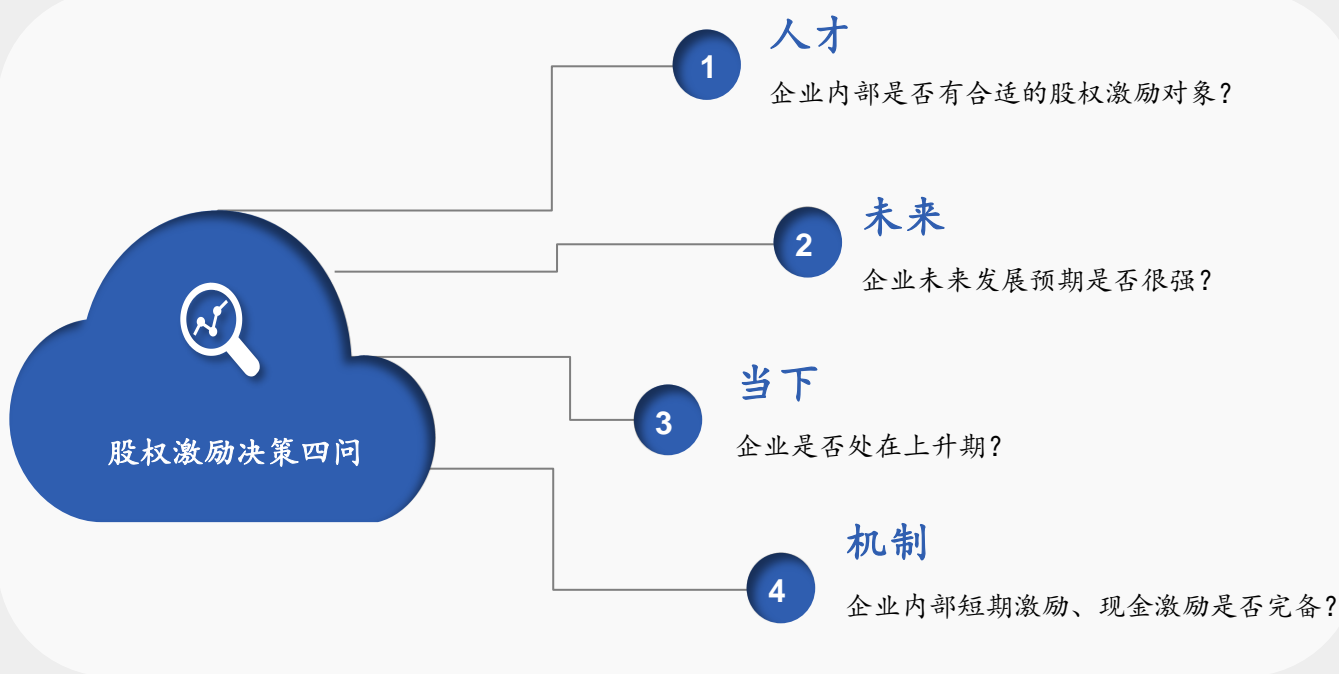 股权激励决策四问
1
人才
企业内部是否有合适的股权激励对象？
2
未来
企业未来发展预期是否很强？
3
当下
企业是否处在上升期？
4
机制
企业内部短期激励、现金激励是否完备？